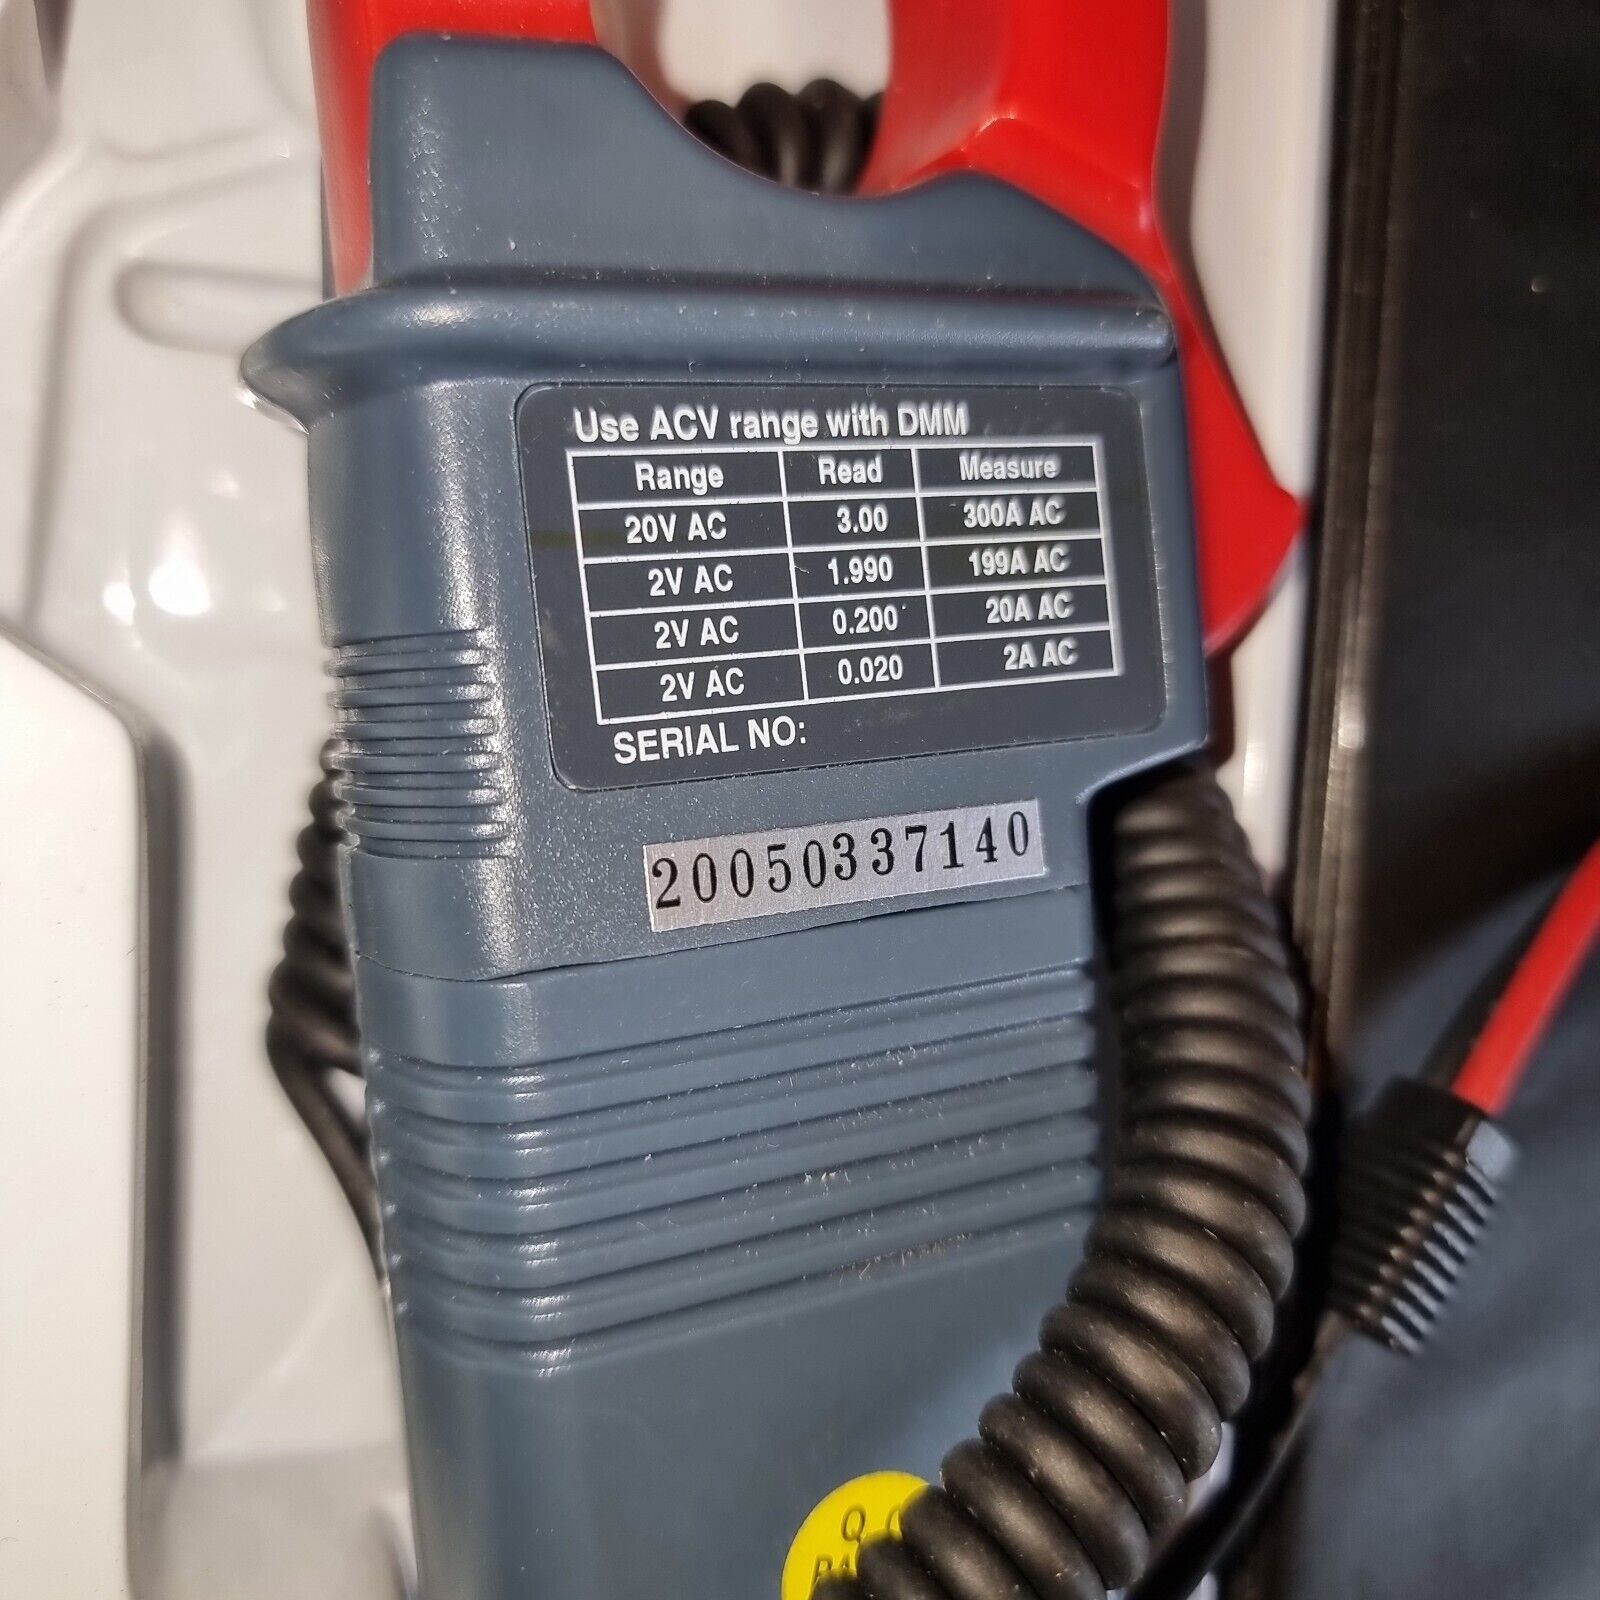 Use ACV range with DMM
Range Read Measure
20V AC 3.00 300A AC
2V AC 1.990 199A AC
2V AC 0.200 20A AC
2V AC 0.020 2A AC
SERIAL NO:
20050337140
Q